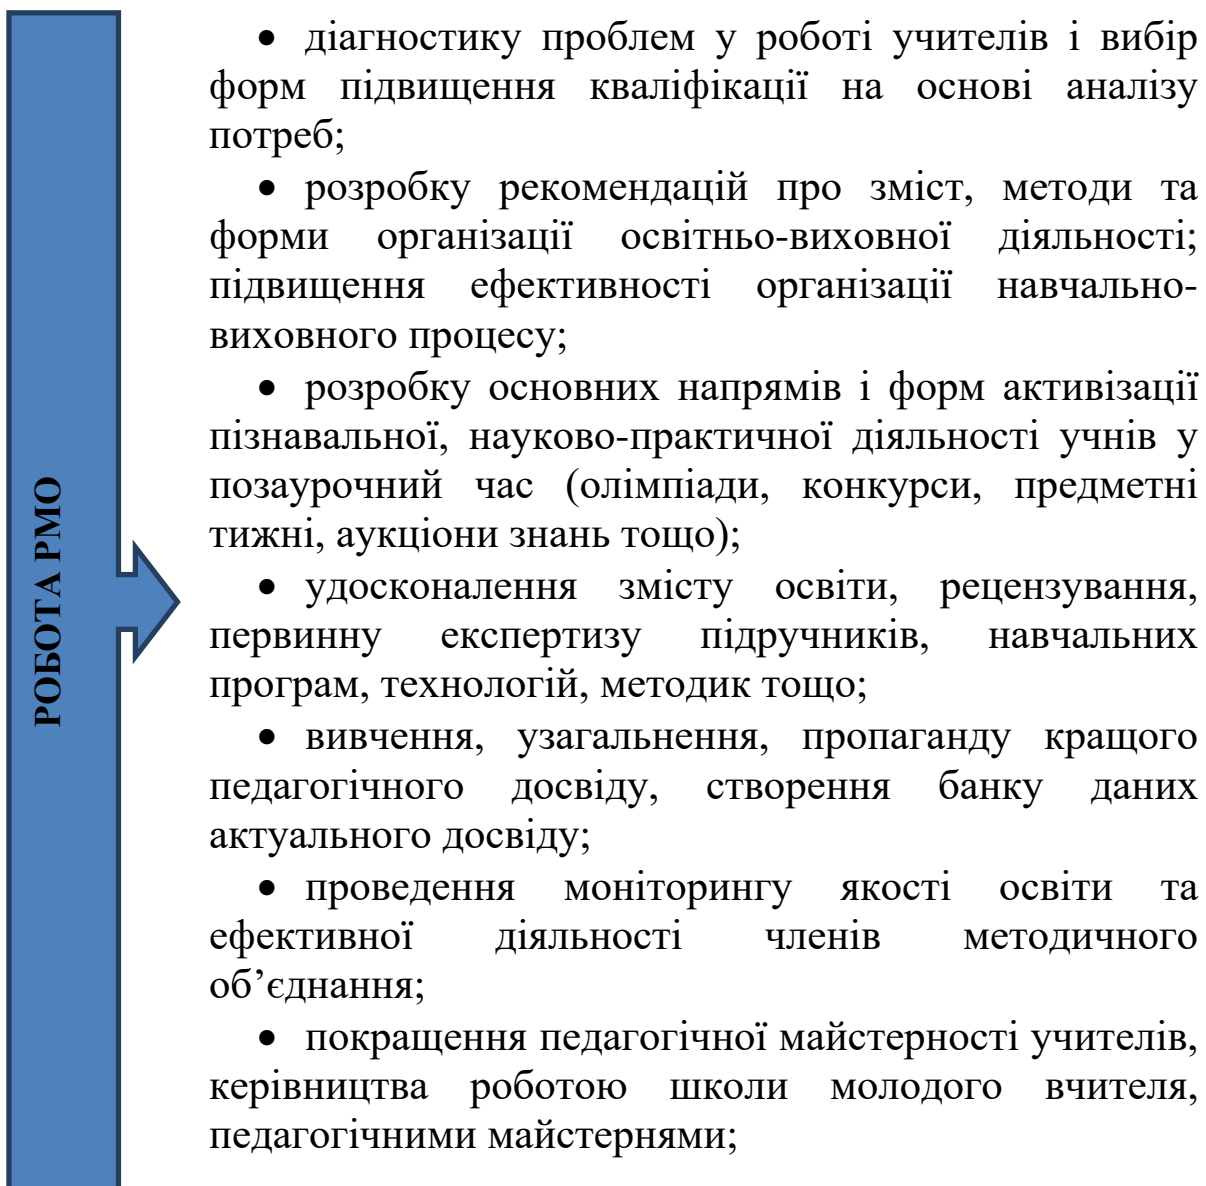 РОБОТА РМО
• діагностику проблем у роботі учителів і вибір
форм підвищення кваліфікації на основі аналізу
потреб;
• розробку рекомендацій про зміст, методи та
форми організації освітньо-виховної діяльності;
підвищення ефективності організації навчально-
виховного процесу;
• розробку основних напрямів і форм активізації
пізнавальної, науково-практичної діяльності учнів у
позаурочний час (олімпіади, конкурси, предметні
тижні, аукціони знань тощо);
• удосконалення змісту освіти, рецензування,
первинну експертизу підручників, навчальних
програм, технологій, методик тощо;
• вивчення, узагальнення, пропаганду кращого
педагогічного досвіду, створення банку даних
актуального досвіду;
• проведення моніторингу якості освіти та
ефективної діяльності членів методичного
об’єднання;
• покращення педагогічної майстерності учителів,
керівництва роботою школи молодого вчителя,
педагогічними майстернями;